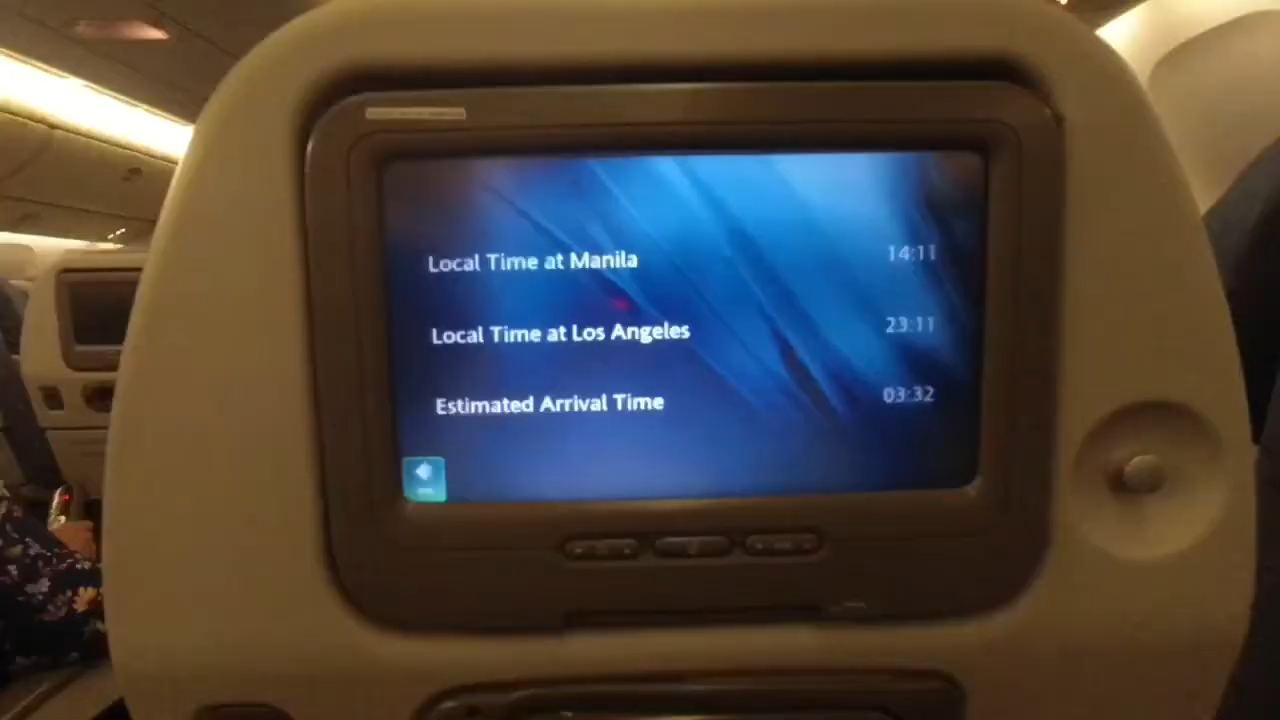 Local Time at Manila 14:11
Local Time at Los Angeles 23:11
Estimated Arrival Time 03:32